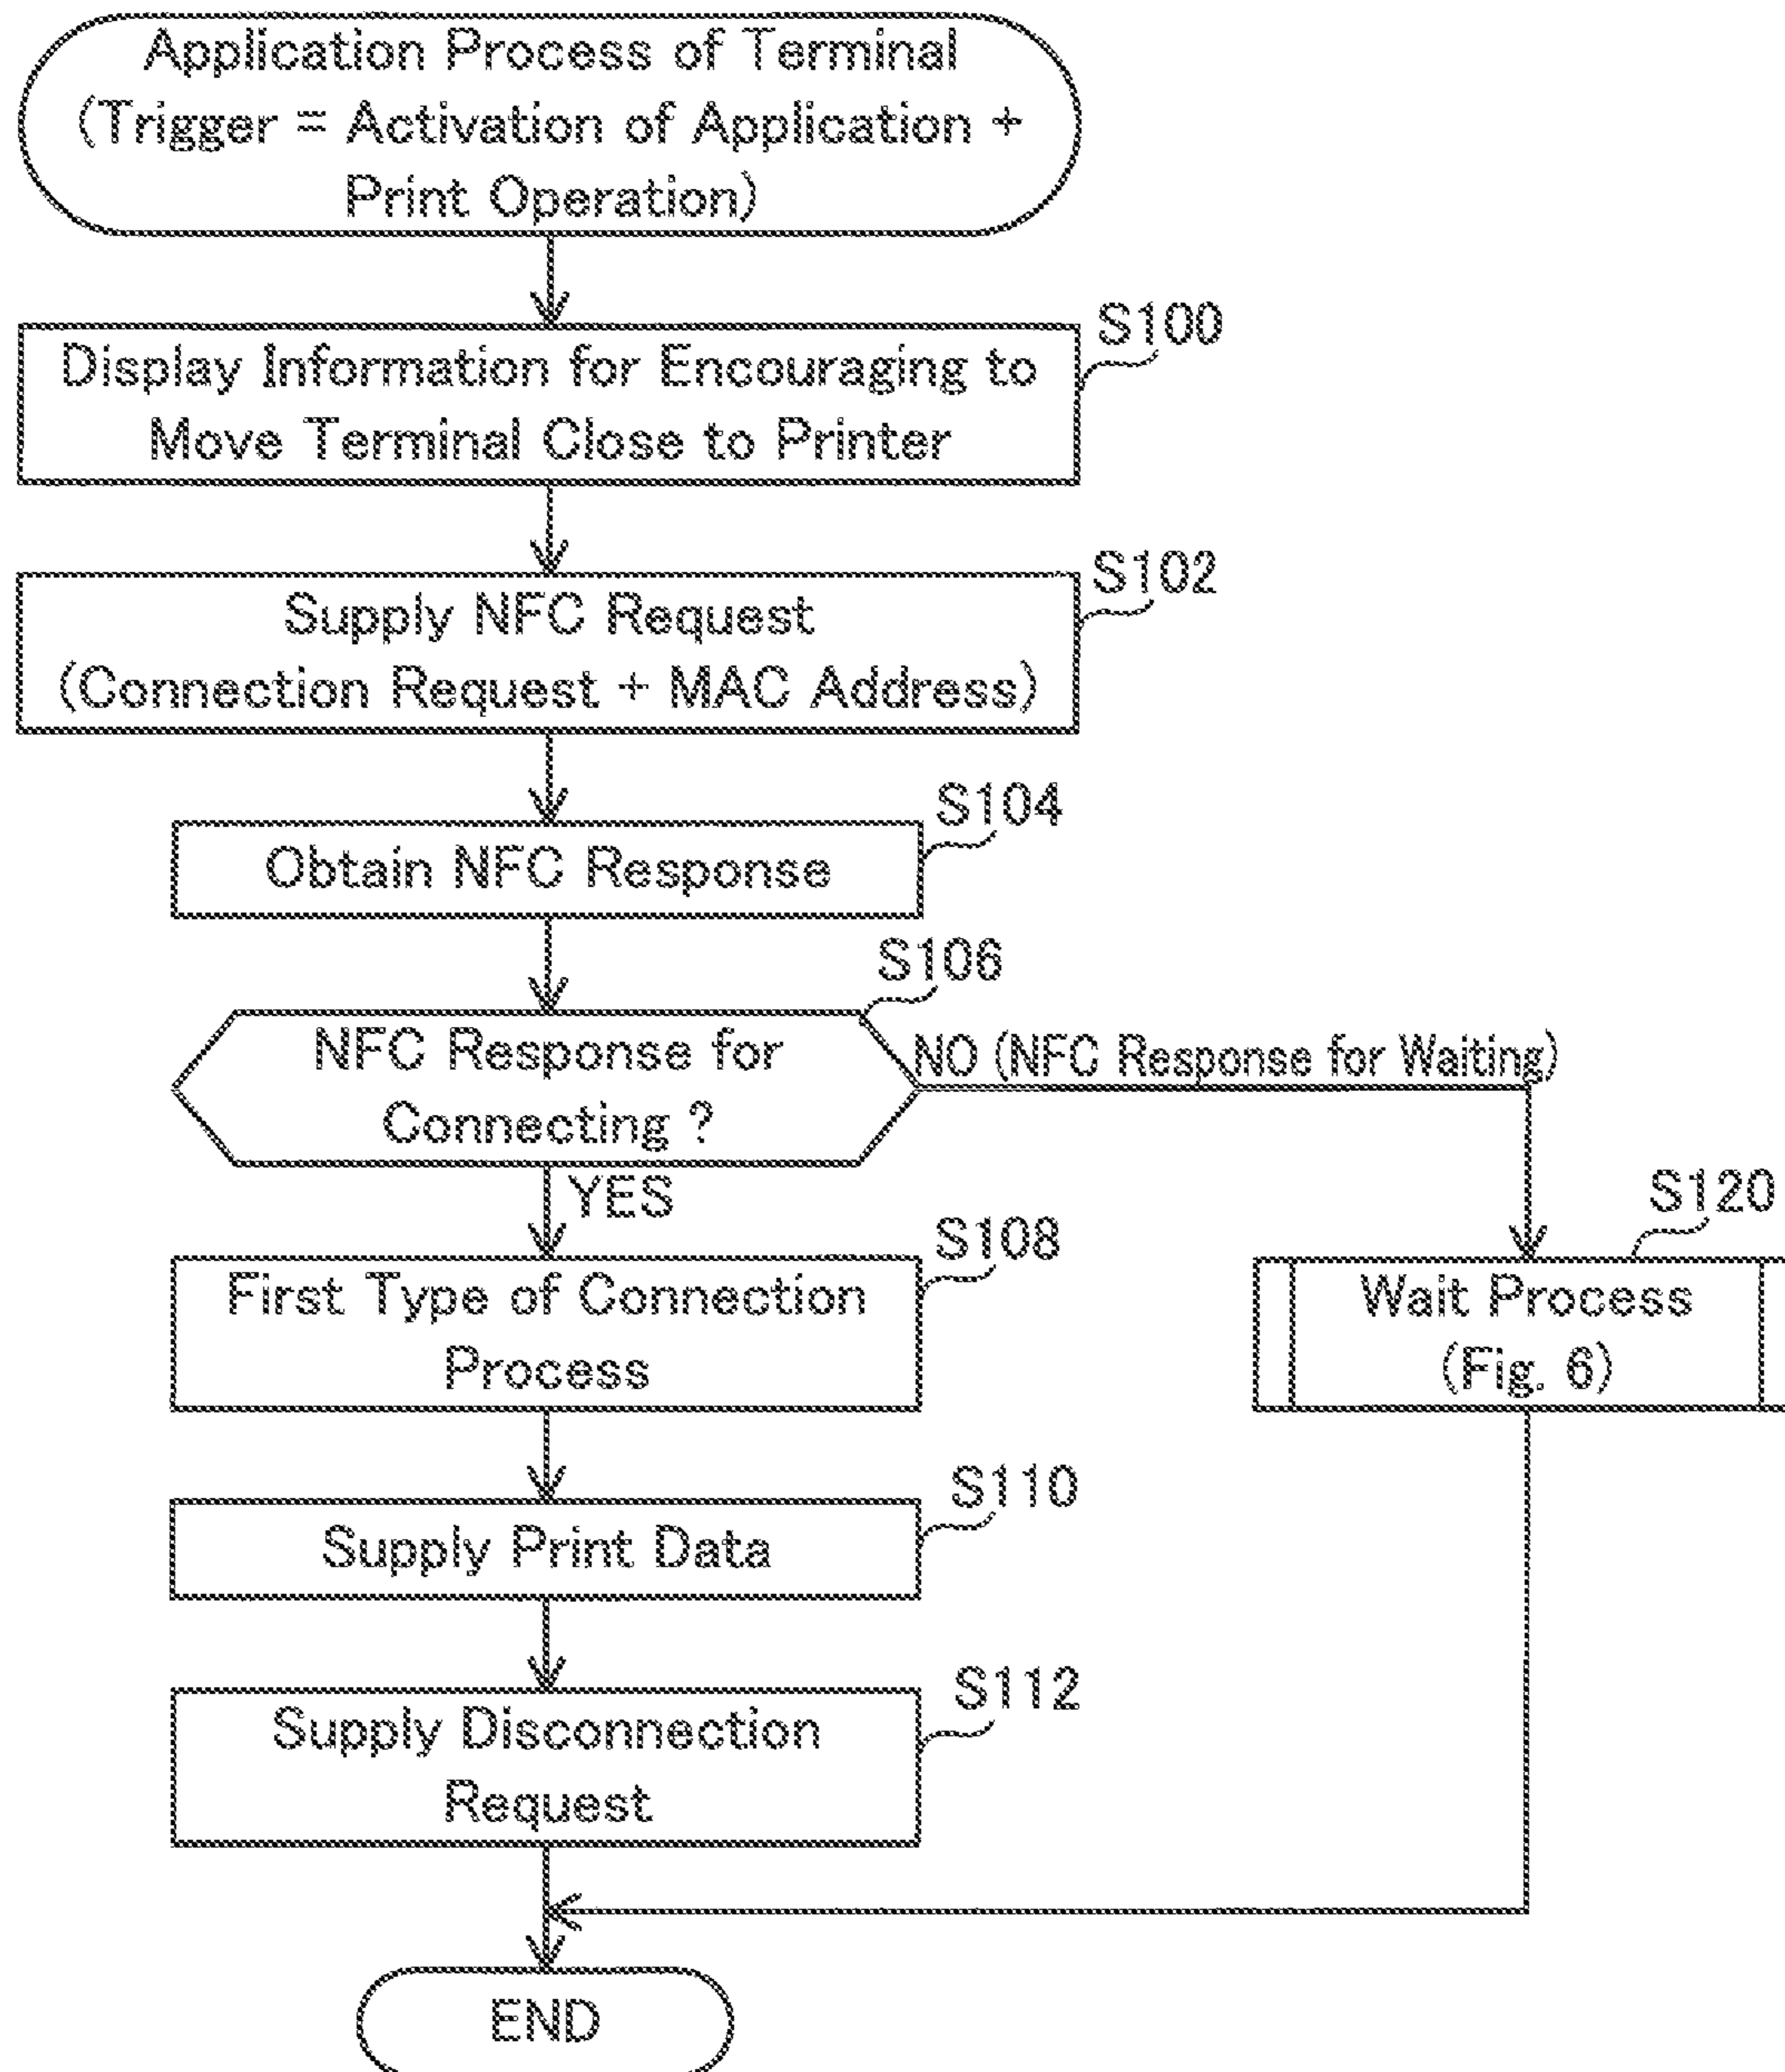 Application Process of Terminal
(Trigger = Activation of Application +
Print Operation)
S100
Display Information for Encouraging to
Move Terminal Close to Printer
S102
Supply NFC Request
(Connection Request + MAC Address)
S104
Obtain NFC Response
S106
NFC Response for
Connecting ?
NO (NFC Response for Waiting)
YES
S108
First Type of Connection
Process
S120
Wait Process
(Fig. 6)
S110
Supply Print Data
S112
Supply Disconnection
Request
END